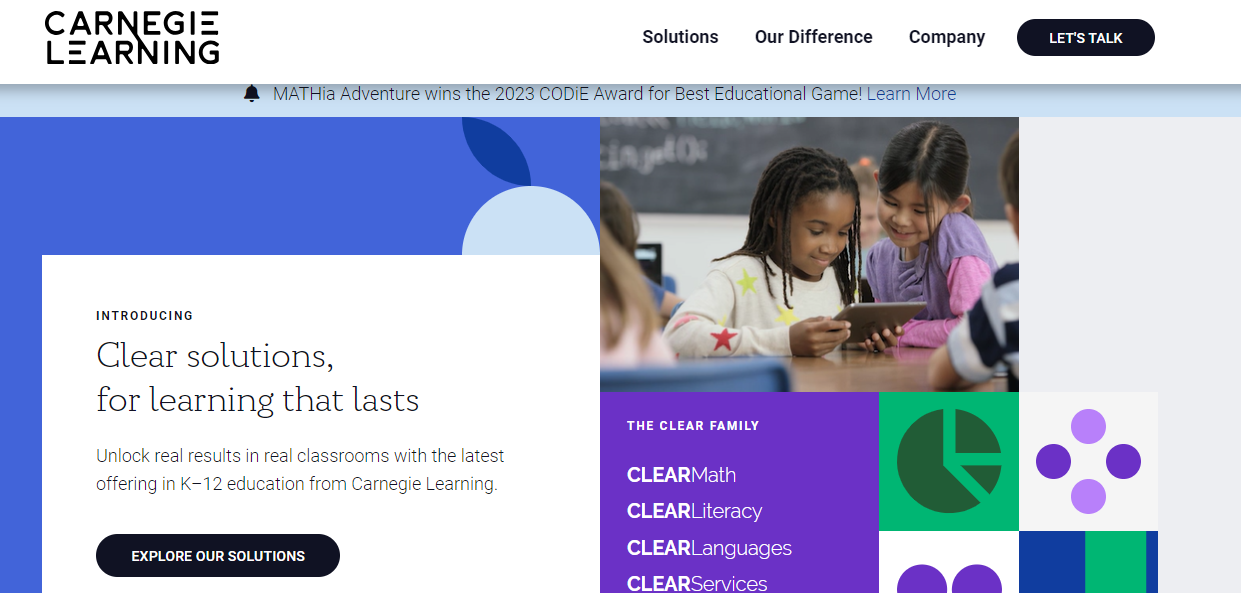 CARNEGIE
LEARNING
Solutions
Our Difference
Company
LET'S TALK
MATHia Adventure wins the 2023 CODiE Award for Best Educational Game! Learn More
INTRODUCING
Clear solutions,
for learning that lasts
Unlock real results in real classrooms with the latest
offering in K–12 education from Carnegie Learning.
EXPLORE OUR SOLUTIONS
THE CLEAR FAMILY
CLEARMath
CLEARLiteracy
CLEARLanguages
CLEARServices